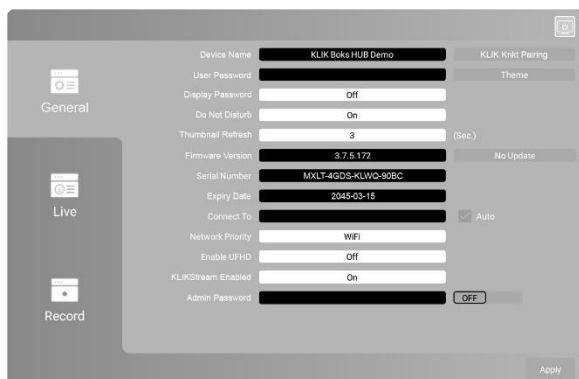 Device Name KLIK Boks HUB Demo KLIK Knkt Pairing
User Password Theme
General
Display Password Off
Do Not Disturb On
Thumbnail Refresh 3 (Sec.)
Firmware Version 3.7.5.172 No Update
Serial Number MXLT-4GDS-KLWQ-90BC
Expiry Date 2045-03-15
Live
Connect To Auto
Network Priority WiFi
Enable UFHD Off
KLIKStream Enabled On
Admin Password OFF
Record
Apply